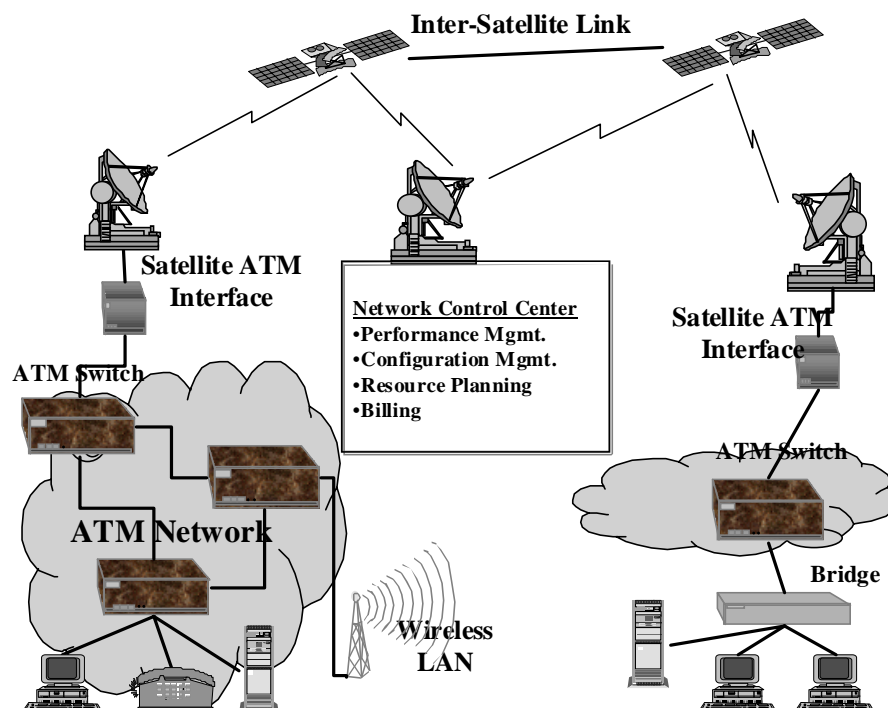 Inter-Satellite Link
Satellite ATM
Interface
Network Control Center
•Performance Mgmt.
•Configuration Mgmt.
•Resource Planning
•Billing
Satellite ATM
Interface
ATM Switch
ATM Network
Wireless
LAN
ATM Switch
Bridge